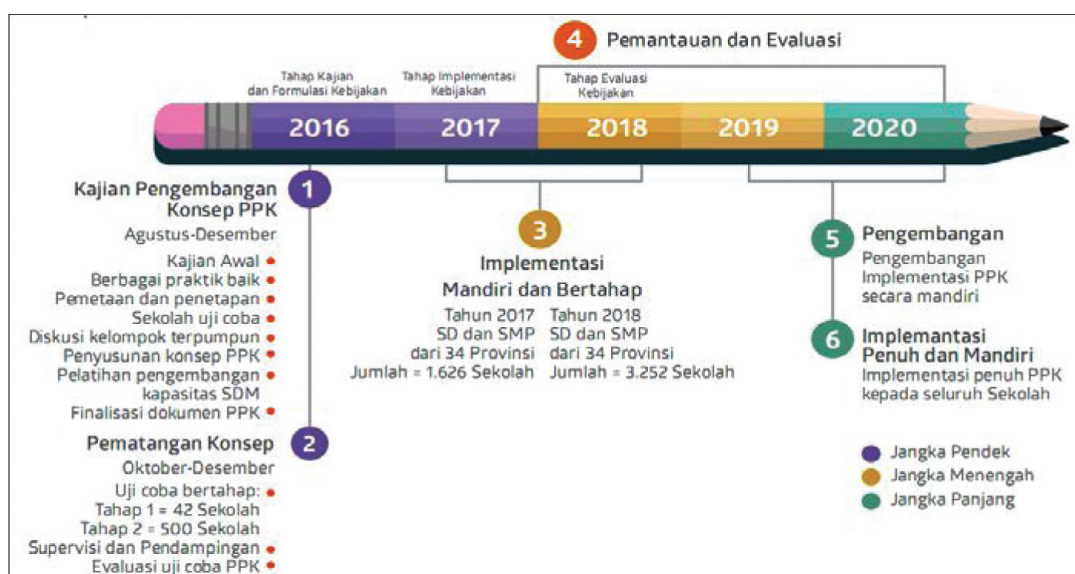 4 Pemantauan dan Evaluasi
Tahap Kajian
dan Formulasi Kebijakan
Tahap Implementasi
Kebijakan
Tahap Evaluasi
Kebijakan
2016
2017
2018
2019
2020
1
Kajian Pengembangan
Konsep PPK
Agustus-Desember
Kajian Awal
Berbagai praktik baik
Pemetaan dan penetapan
Sekolah uji coba
Diskusi kelompok terpumpun
Penyusunan konsep PPK
Pelatihan pengembangan
kapasitas SDM
Finalisasi dokumen PPK
2
Pematangan Konsep
Oktober-Desember
Uji coba bertahap:
Tahap 1 = 42 Sekolah
Tahap 2 = 500 Sekolah
Supervisi dan Pendampingan
Evaluasi uji coba PPK
3
Implementasi
Mandiri dan Bertahap
Tahun 2017
SD dan SMP
dari 34 Provinsi
Jumlah = 1.626 Sekolah
Tahun 2018
SD dan SMP
dari 34 Provinsi
Jumlah = 3.252 Sekolah
5
Pengembangan
Pengembangan
Implementasi PPK
secara mandiri
6
Implemantasi
Penuh dan Mandiri
Implementasi penuh PPK
kepada seluruh Sekolah
Jangka Pendek
Jangka Menengah
Jangka Panjang